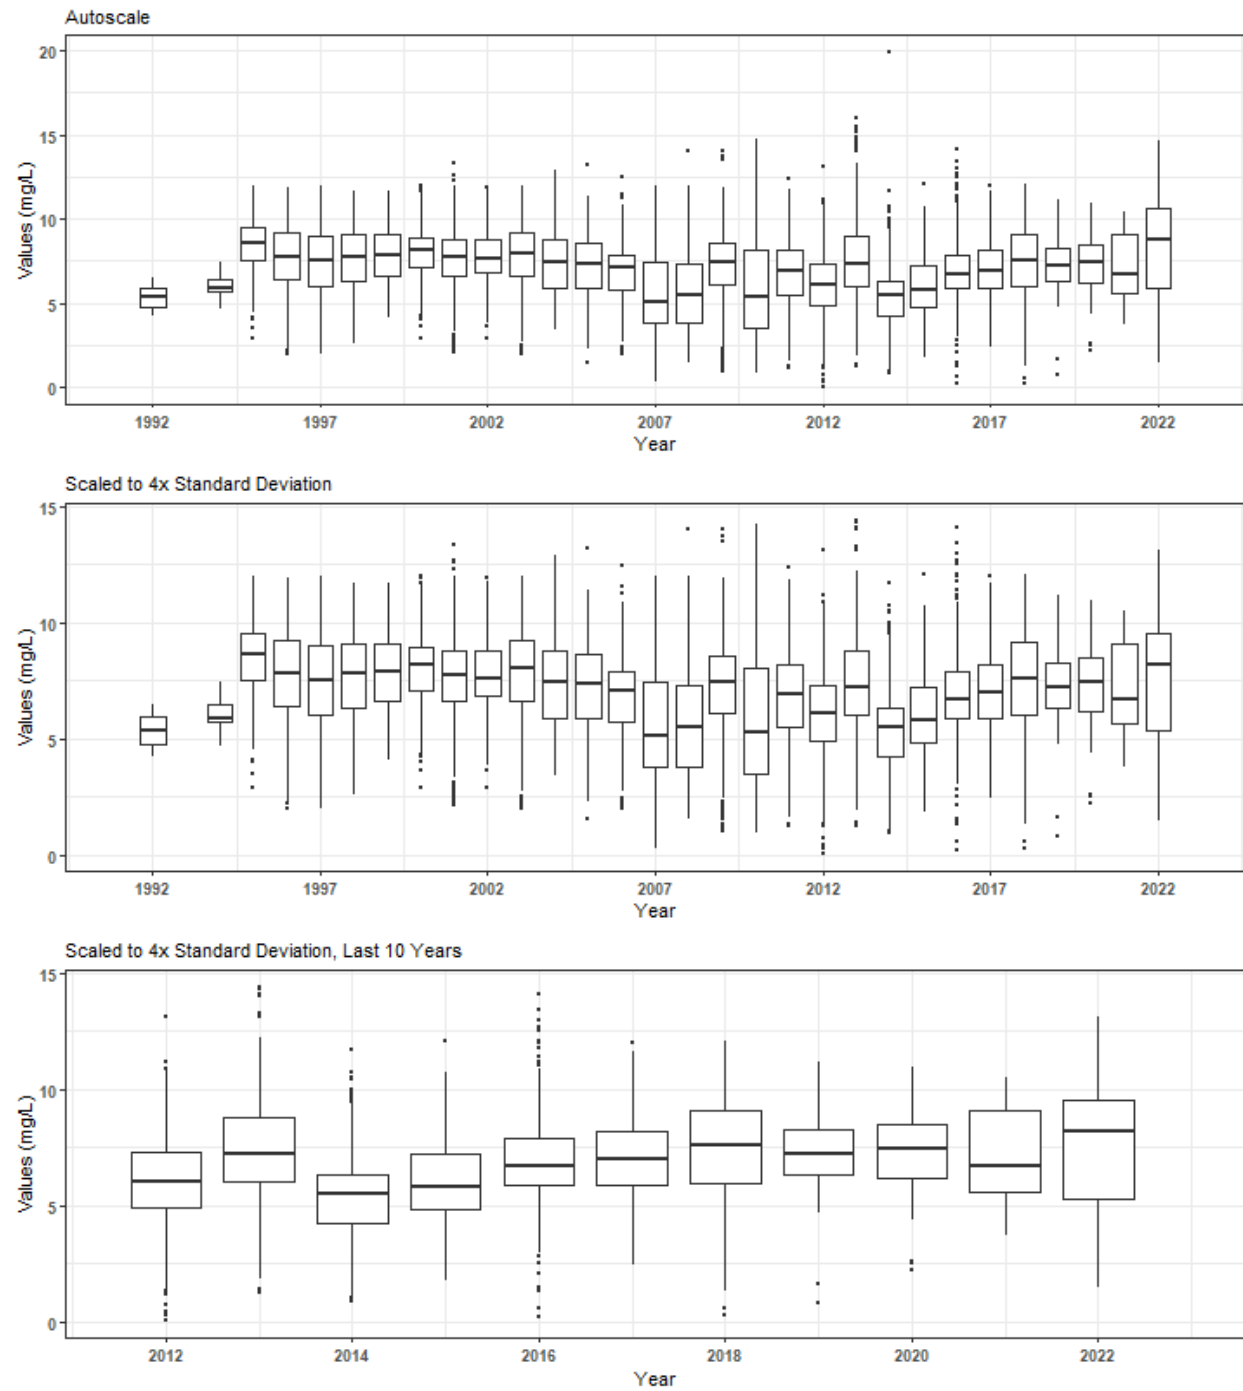 Autoscale
20
15
10
5
0
Values (mg/L)
1992 1997 2002 2007 2012 2017 2022
Year
Scaled to 4x Standard Deviation
15
10
5
0
Values (mg/L)
1992 1997 2002 2007 2012 2017 2022
Year
Scaled to 4x Standard Deviation, Last 10 Years
15
10
5
0
Values (mg/L)
2012 2014 2016 2018 2020 2022
Year